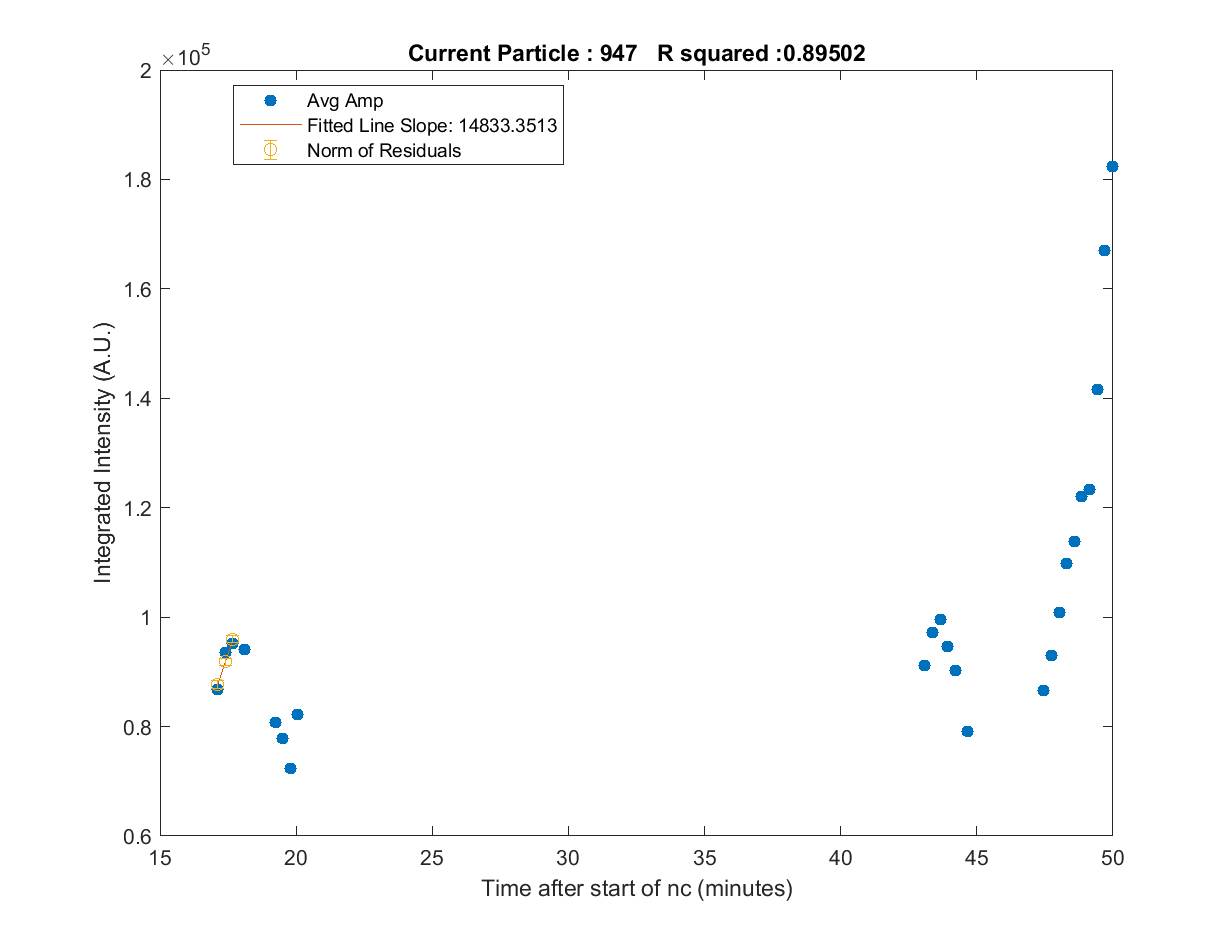 Current Particle : 947 R squared :0.89502
×10^5
Avg Amp
Fitted Line Slope: 14833.3513
Norm of Residuals
2
1.8
1.6
1.4
1.2
1
0.8
0.6
Integrated Intensity (A.U.)
15 20 25 30 35 40 45 50
Time after start of nc (minutes)